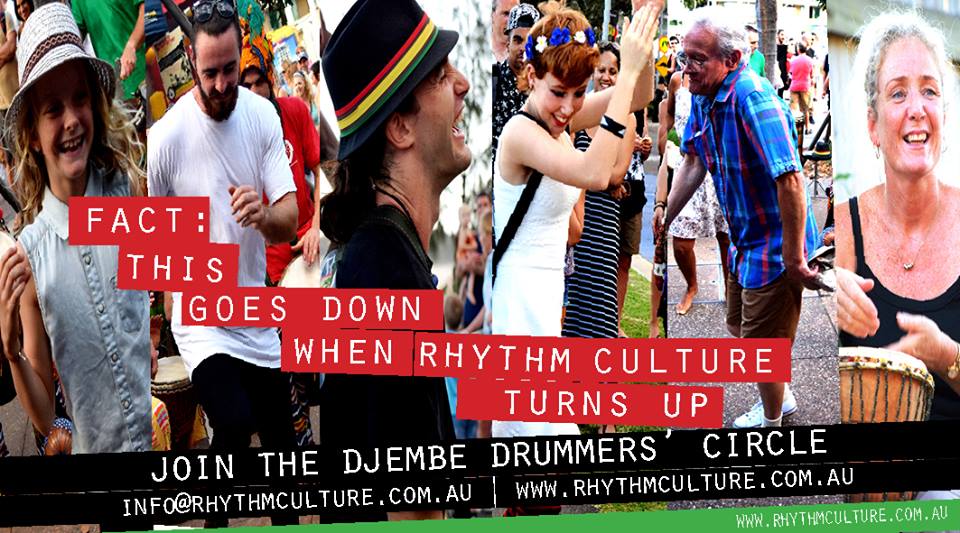 FACT:
THIS
GOES DOWN
WHEN RHYTHM CULTURE
TURNS UP
JOIN THE DJEMBE DRUMMERS' CIRCLE
INFO@RHYTHMCULTURE.COM.AU | WWW.RHYTHMCULTURE.COM.AU
WWW.RHYTHMCULTURE.COM.AU